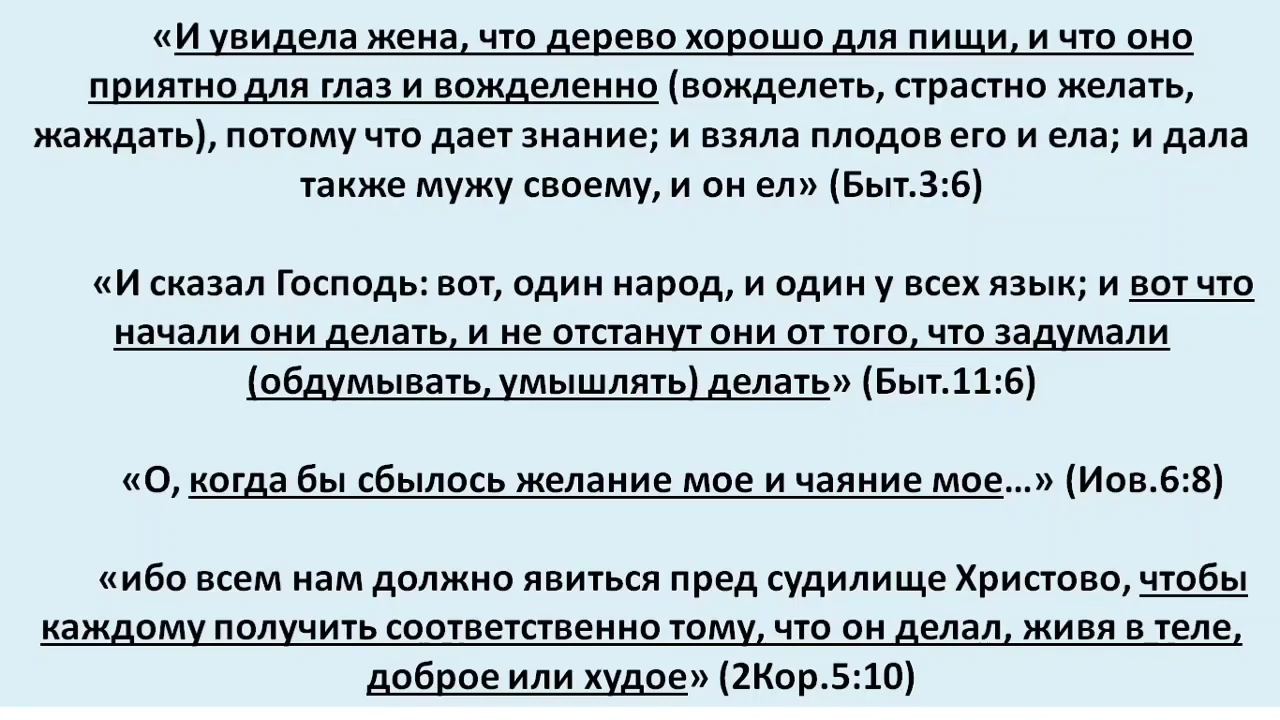 «И увидела жена, что дерево хорошо для пищи, и что оно
приятно для глаз и вожделенно (вожделеть, страстно желать,
жаждать), потому что дает знание; и взяла плодов его и ела; и дала
также мужу своему, и он ел» (Быт.3:6)
«И сказал Господь: вот, один народ, и один у всех язык; и вот что
начали они делать, и не отстанут они от того, что задумали
(обдумывать, умышлять) делать» (Быт.11:6)
«О, когда бы сбылось желание мое и чаяние мое…» (Иов.6:8)
«ибо всем нам должно явиться пред судилище Христово, чтобы
каждому получить соответственно тому, что он делал, живя в теле,
доброе или худое» (2Кор.5:10)